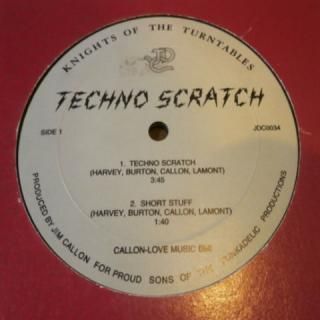 KNIGHTS OF THE TURNTABLES
JDC
TECHNO SCRATCH
SIDE 1
JDC0034
1. TECHNO SCRATCH
(HARVEY, BURTON, CALLON, LAMONT)
3:45
2. SHORT STUFF
(HARVEY, BURTON, CALLON, LAMONT)
1:40
CALLON-LOVE MUSIC BMI
PRODUCED BY JIM CALLON FOR PROUD SONS OF THE FUNKADELIC PRODUCTIONS